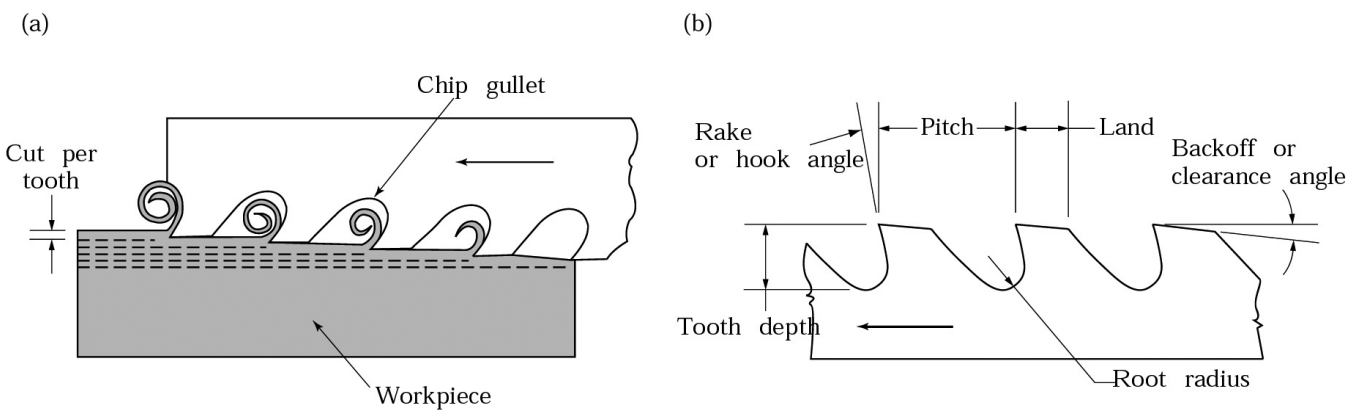 (a)
Chip gullet
Cut per
tooth
Workpiece
(b)
Rake
or hook angle
Pitch
Land
Backoff or
clearance angle
Tooth depth
Root radius